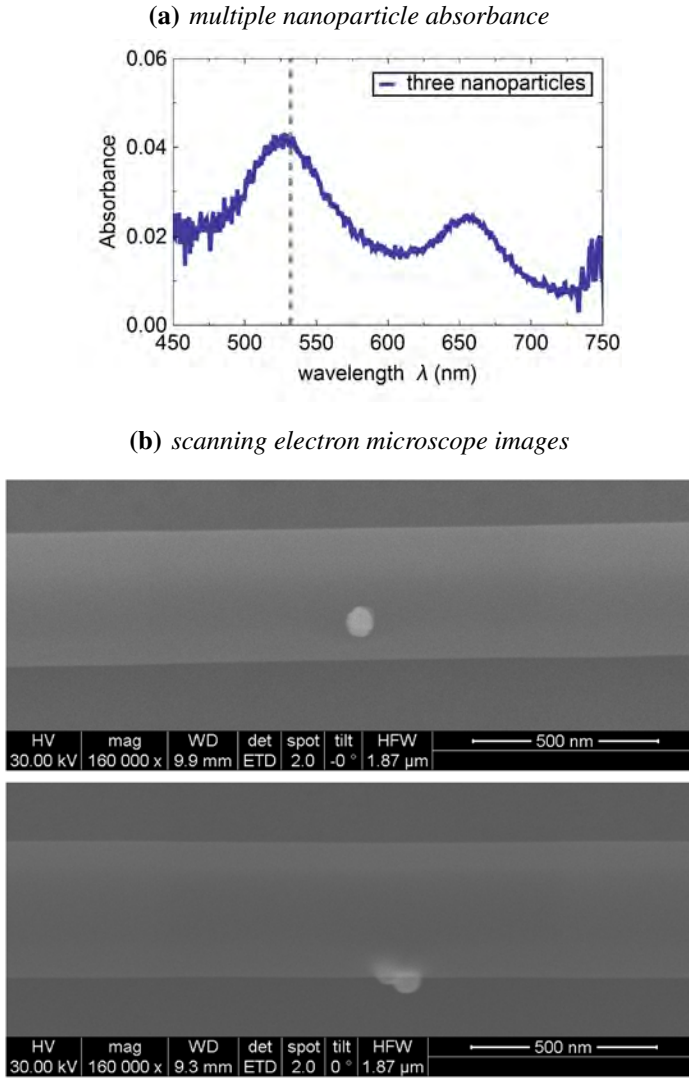 (a) multiple nanoparticle absorbance
0.06
three nanoparticles
0.04
Absorbance
0.02
0.00
450 500 550 600 650 700 750
wavelength λ (nm)
(b) scanning electron microscope images
HV mag WD det spot tilt HFW
500 nm
30.00 kV 160 000 x 9.9 mm ETD 2.0 -0 ° 1.87 µm
HV mag WD det spot tilt HFW
500 nm
30.00 kV 160 000 x 9.3 mm ETD 2.0 0 ° 1.87 µm